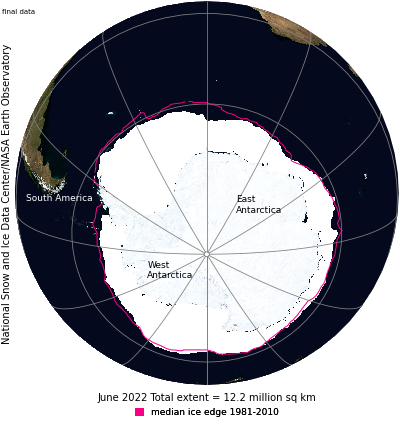 final data
National Snow and Ice Data Center/NASA Earth Observatory
South America
East
Antarctica
West
Antarctica
June 2022 Total extent = 12.2 million sq km
median ice edge 1981-2010